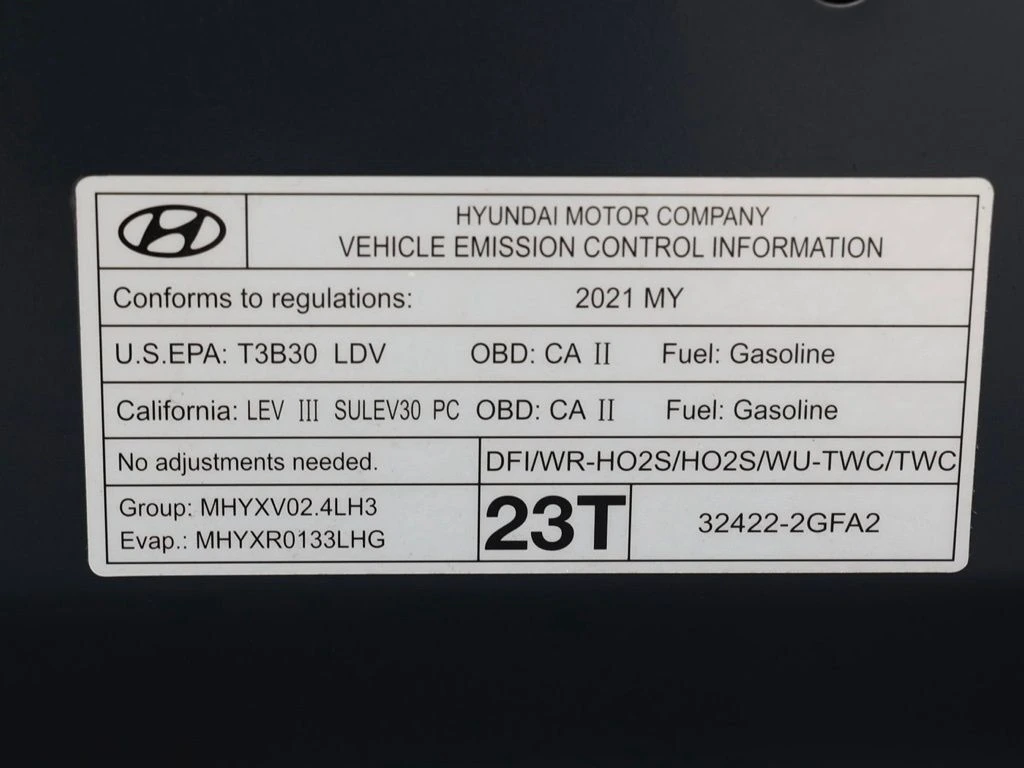 HYUNDAI MOTOR COMPANY
VEHICLE EMISSION CONTROL INFORMATION
Conforms to regulations: 2021 MY
U.S.EPA: T3B30 LDV OBD: CA II Fuel: Gasoline
California: LEV III SULEV30 PC OBD: CA II Fuel: Gasoline
No adjustments needed. DFI/WR-HO2S/HO2S/WU-TWC/TWC
Group: MHYXV02.4LH3
Evap.: MHYXR0133LHG
23T 32422-2GFA2